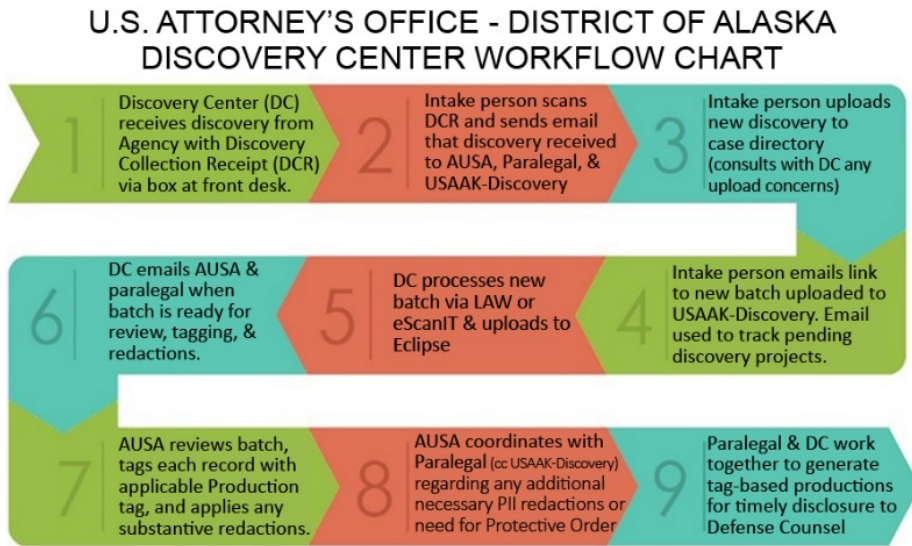 U.S. ATTORNEY'S OFFICE - DISTRICT OF ALASKA
DISCOVERY CENTER WORKFLOW CHART
1
Discovery Center (DC)
receives discovery from
Agency with Discovery
Collection Receipt (DCR)
via box at front desk.
2
Intake person scans
DCR and sends email
that discovery received
to AUSA, Paralegal, &
USAAK-Discovery
3
Intake person uploads
new discovery to
case directory
(consults with DC any
upload concerns)
4
Intake person emails link
to new batch uploaded to
USAAK-Discovery. Email
used to track pending
discovery projects.
5
DC processes new
batch via LAW or
eScanIT & uploads to
Eclipse
6
DC emails AUSA &
paralegal when
batch is ready for
review, tagging, &
redactions.
7
AUSA reviews batch,
tags each record with
applicable Production
tag, and applies any
substantive redactions.
8
AUSA coordinates with
Paralegal (cc USAAK-Discovery)
regarding any additional
necessary PII redactions or
need for Protective Order
9
Paralegal & DC work
together to generate
tag-based productions
for timely disclosure to
Defense Counsel